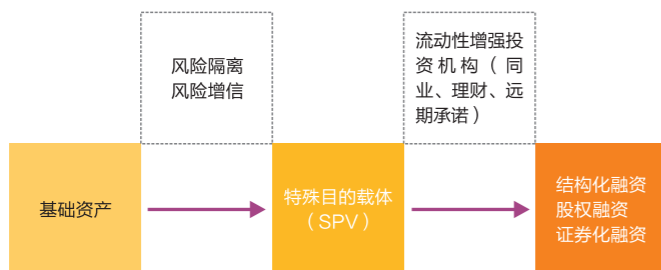 风险隔离
风险增信
流动性增强投
资机构（同
业、理财、远
期承诺）
基础资产
特殊目的载体
（SPV）
结构化融资
股权融资
证券化融资